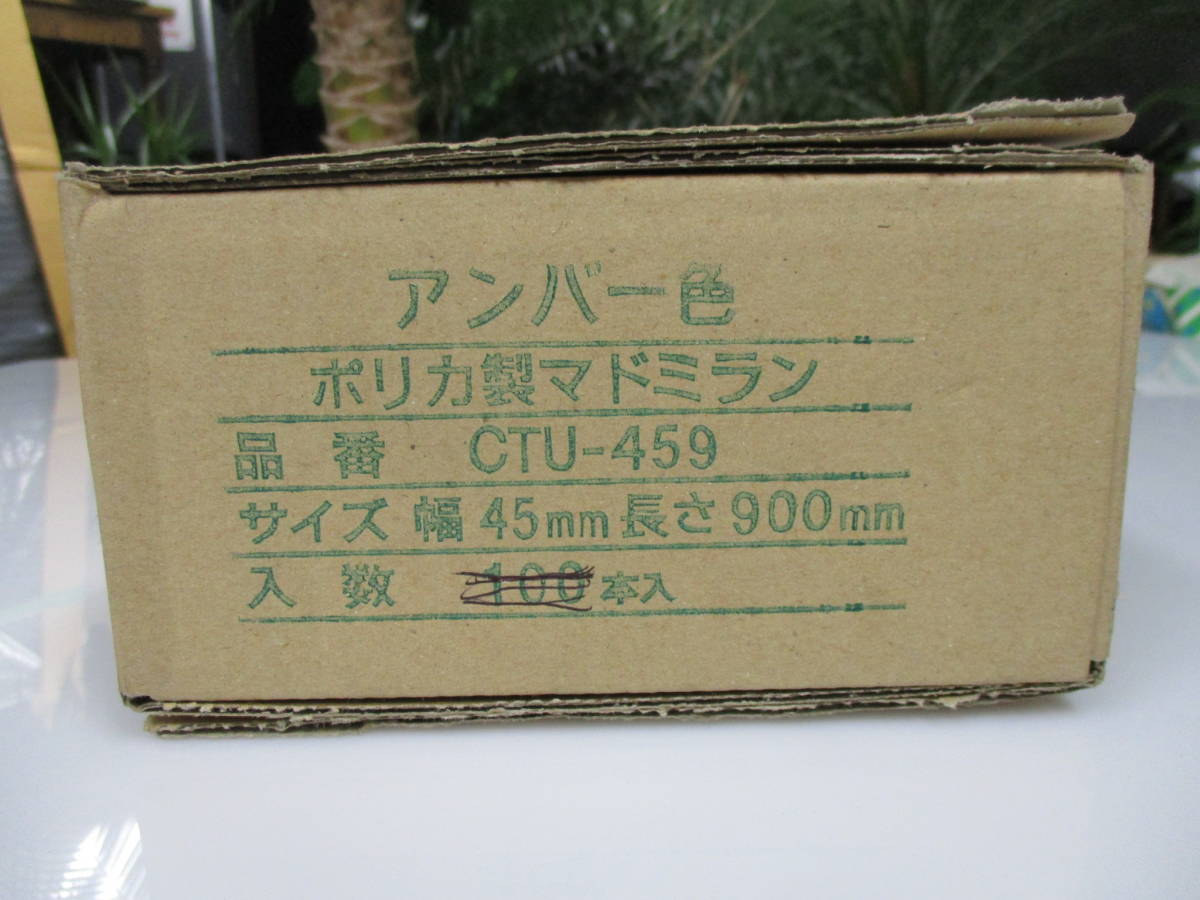 アンバー色
ポリカ製マドミラン
品番 CTU-459
サイズ 幅 45mm 長さ 900mm
入数 100 本入